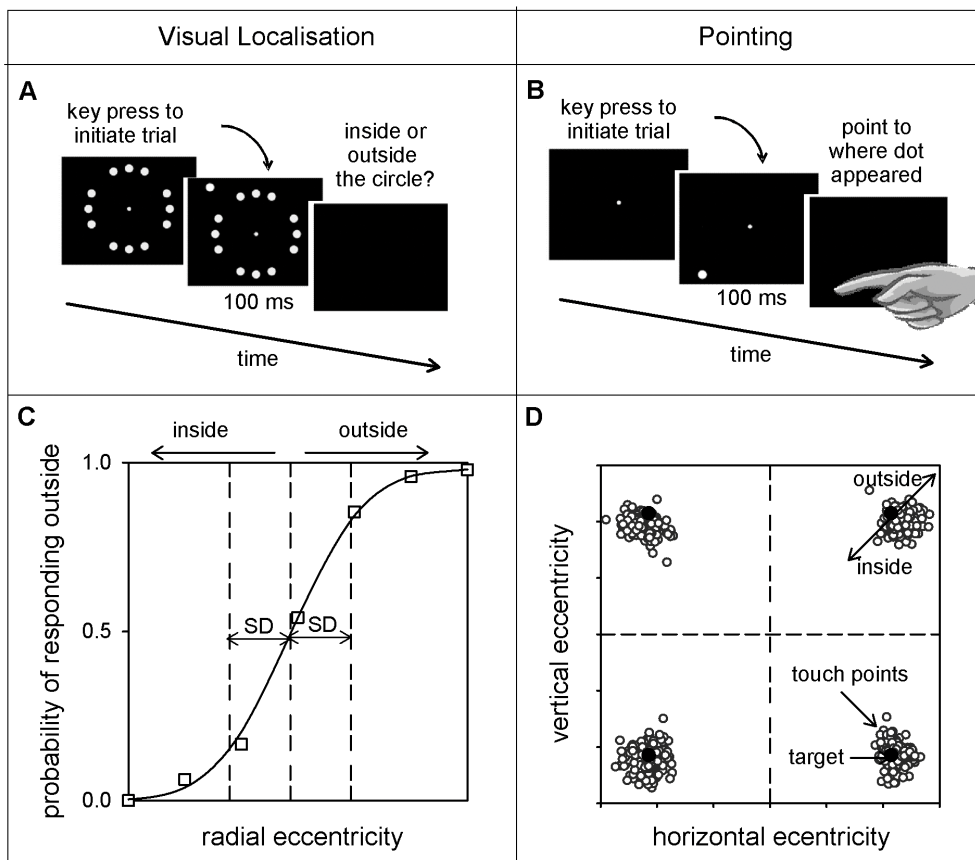 Visual Localisation
Pointing
A
key press to
initiate trial
inside or
outside
the circle?
100 ms
time
B
key press to
initiate trial
point to
where dot
appeared
100 ms
time
C
inside
outside
probability of responding outside
1.0
0.5
0.0
SD
SD
radial eccentricity
D
vertical eccentricity
outside
inside
touch points
target
horizontal ecentricity